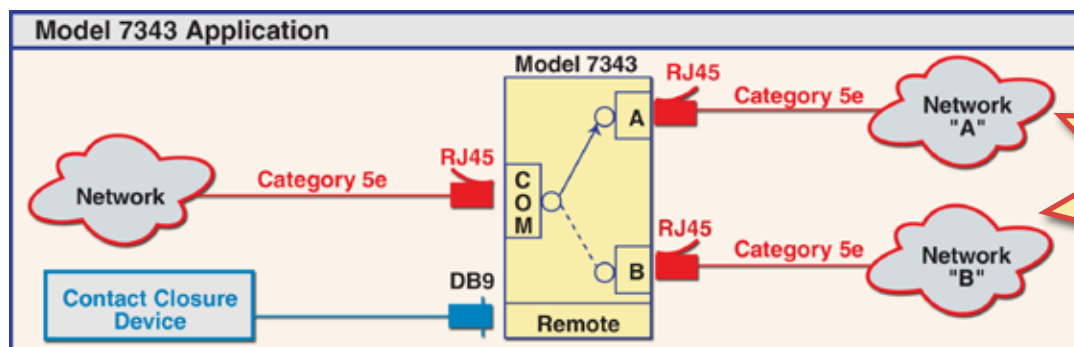 Model 7343 Application
Model 7343
RJ45
Category 5e
Network
"A"
A
RJ45
Category 5e
Network
C
O
M
RJ45
Category 5e
Network
"B"
B
DB9
Contact Closure
Device
Remote